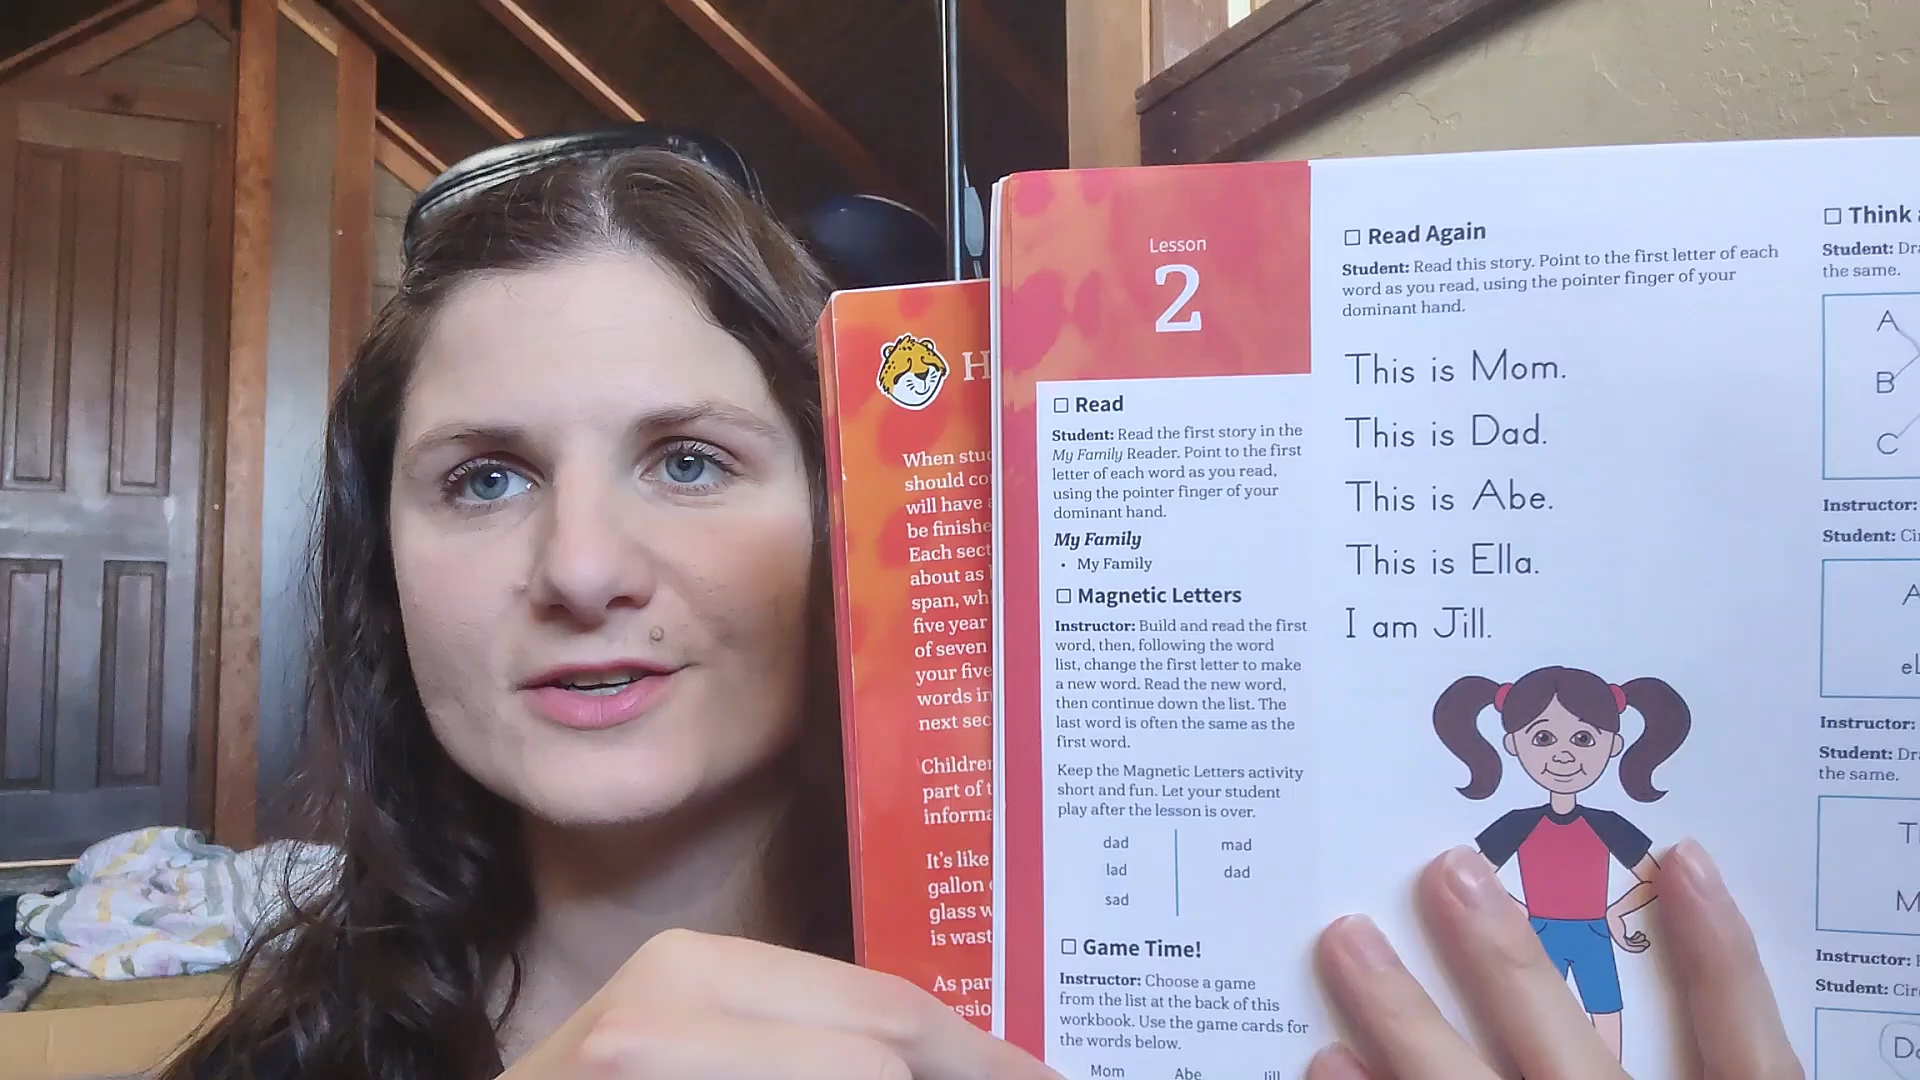 When
should
will have
be finishe
Each
about as
span,
five year
of seven
your five
words in
next
Children
part of
informa
It's like
gallon
glass
is
As
Lesson
2
Read
Student: Read the first story in the
My Family Reader. Point to the first
letter of each word as you read,
using the pointer finger of your
dominant hand.
My Family
• My Family
Magnetic Letters
Instructor: Build and read the first
word, then, following the word
list, change the first letter to make
a new word. Read the new word,
then continue down the list. The
last word is often the same as the
first word.
Keep the Magnetic Letters activity
short and fun. Let your student
play after the lesson is over.
dad mad
lad dad
sad
Game Time!
Instructor: Choose a game
from the list at the back of this
workbook. Use the game cards for
the words below.
Mom Abe Jill
Read Again
Student: Read this story. Point to the first letter of each
word as you read, using the pointer finger of your
dominant hand.
This is Mom.
This is Dad.
This is Abe.
This is Ella.
I am Jill.
Think
Student:
the same.
A
B
C
Instructor:
Student:
Instructor:
Student:
the same.
Instructor:
Student: